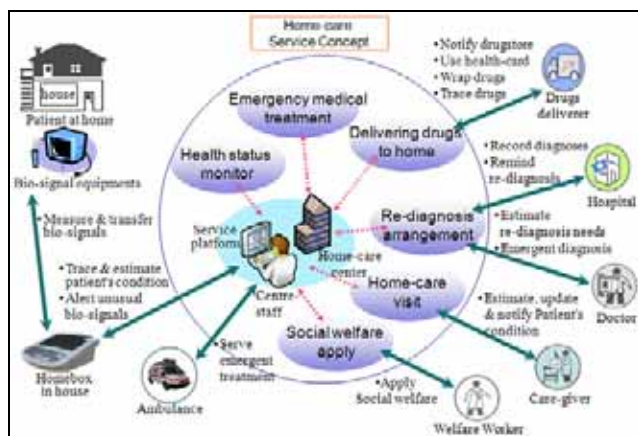 Home-care
Service Concept
house
Patient at home
Bio-signal equipments
• Measure & transfer
bio-signals
• Trace & estimate
patient's condition
• Alert unusual
bio-signals
Homebox
in house
Emergency medical
treatment
Health status
monitor
Delivering drugs
to home
Service
platform
Home-care
center
Centre
staff
Re-diagnosis
arrangement
Home-care
visit
Social welfare
apply
• Serve
emergent
treatment
Ambulance
• Notify drugstore
• Use health-card
• Wrap drugs
• Trace drugs
Drugs
deliverer
• Record diagnoses
• Remind
re-diagnosis
Hospital
• Estimate
re-diagnosis needs
• Emergent diagnosis
Doctor
• Estimate, update
& notify Patient's
condition
Care-giver
• Apply
Social welfare
Welfare Worker